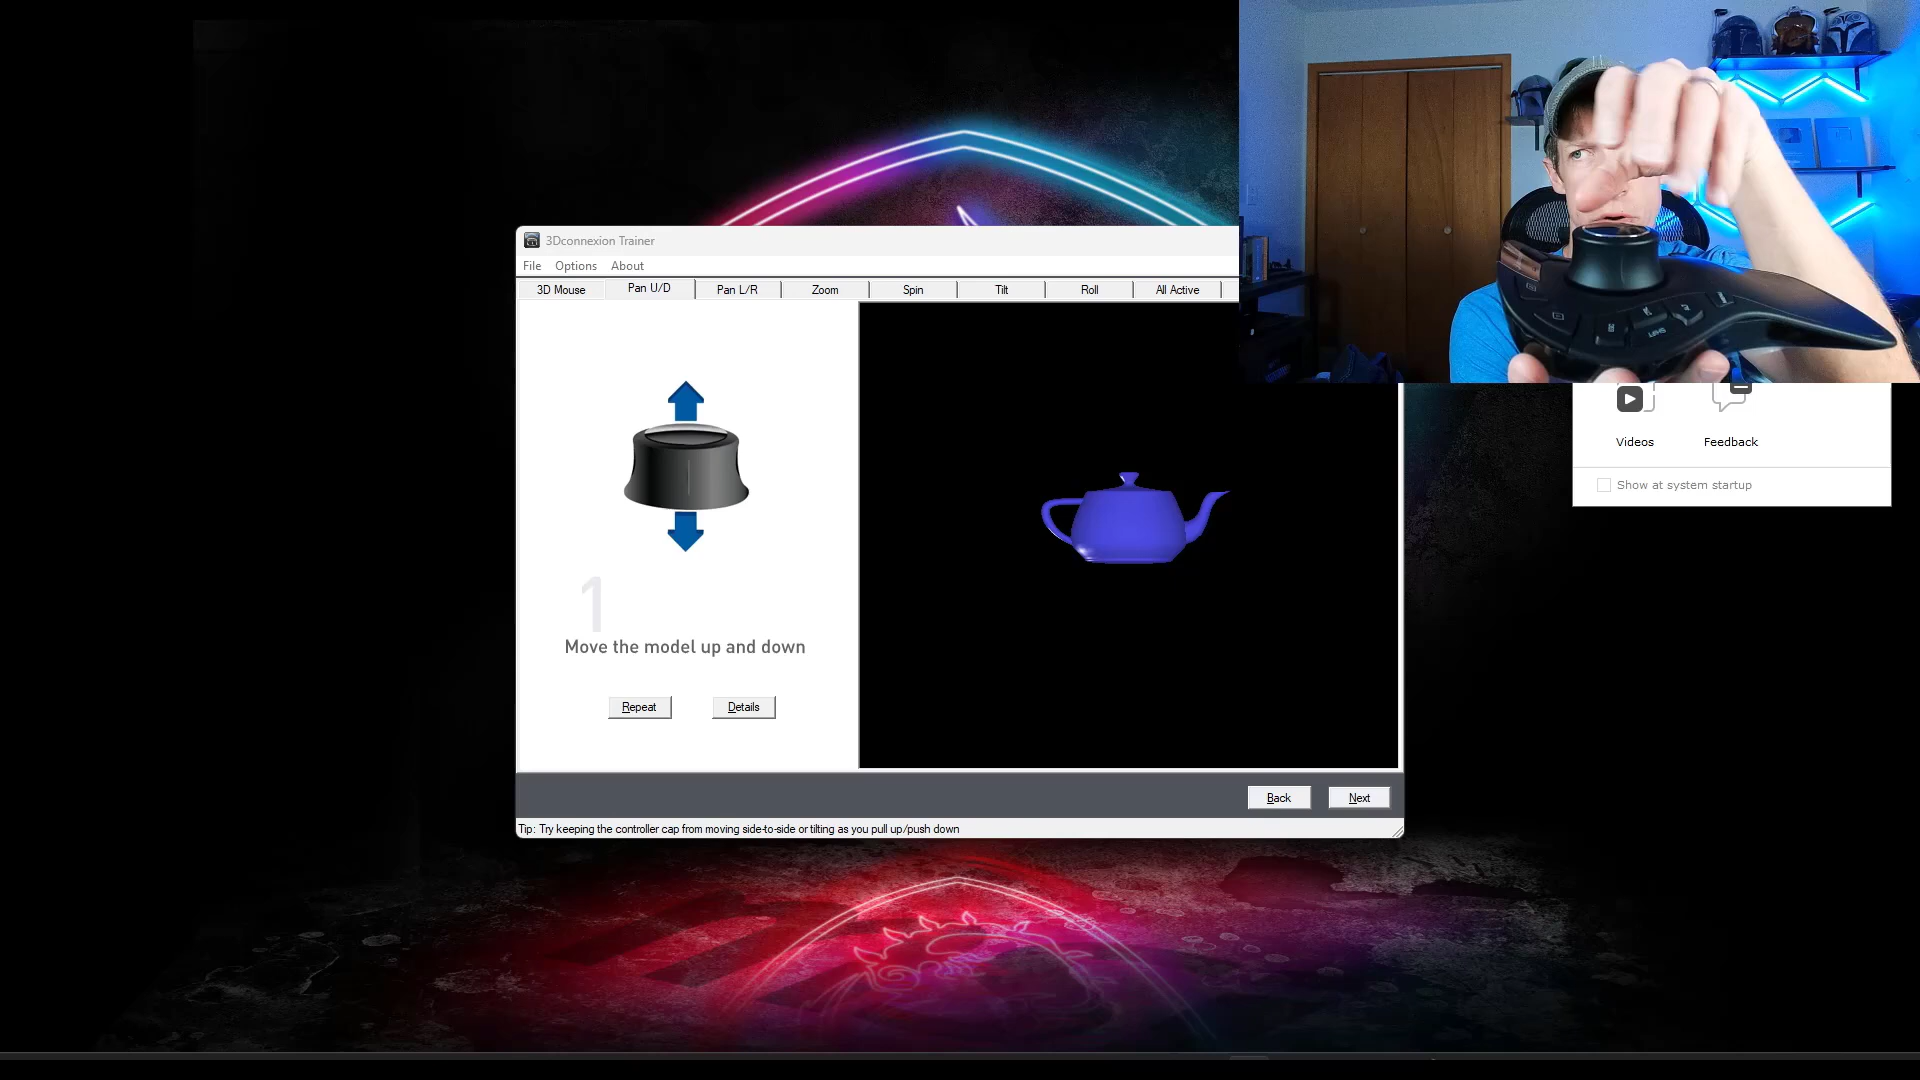 3Dconnexion Trainer
File Options About
3D Mouse Pan U/D Pan L/R Zoom Spin Tilt Roll All Active
1
Move the model up and down
Repeat Details
Back Next
Tip: Try keeping the controller cap from moving side-to-side or tilting as you pull up/push down
Videos Feedback
Show at system startup